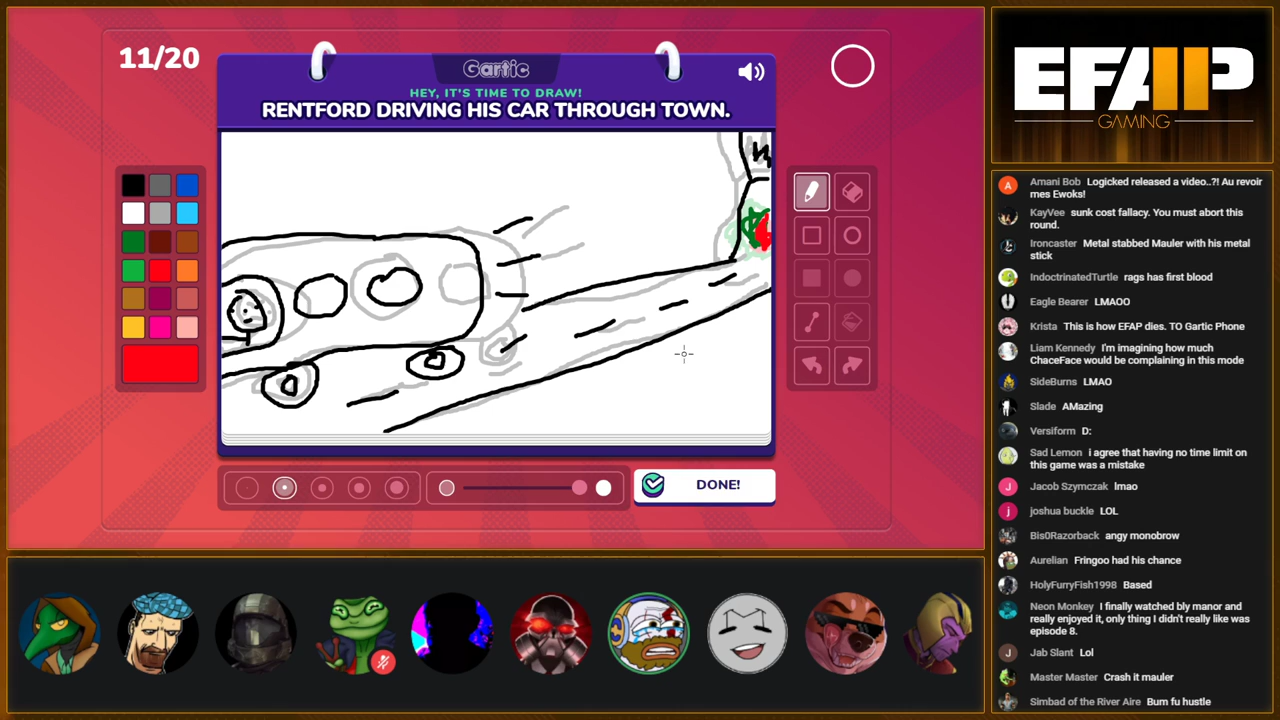 11/20
Gartic
HEY, IT'S TIME TO DRAW!
RENTFORD DRIVING HIS CAR THROUGH TOWN.
DONE!
EFAP
GAMING
Amani Bob Logicked released a video..?! Au revoir
mes Ewoks!
KayVee sunk cost fallacy. You must abort this
round.
Ironcaster Metal stabbed Mauler with his metal
stick
IndoctrinatedTurtle rags has first blood
Eagle Bearer LMAOO
Krista This is how EFAP dies. TO Gartic Phone
Liam Kennedy I'm imagining how much
ChaceFace would be complaining in this mode
SideBurns LMAO
Slade AMazing
Versiform D:
Sad Lemon i agree that having no time limit on
this game was a mistake
Jacob Szymczak lmao
joshua buckle LOL
Bis0Razorback angy monobrow
Aurelian Fringoo had his chance
HolyFurryFish1998 Based
Neon Monkey I finally watched bly manor and
really enjoyed it, only thing I didn't really like was
episode 8.
Jab Slant Lol
Master Master Crash it mauler
Simbad of the River Aire Burn fu hustle